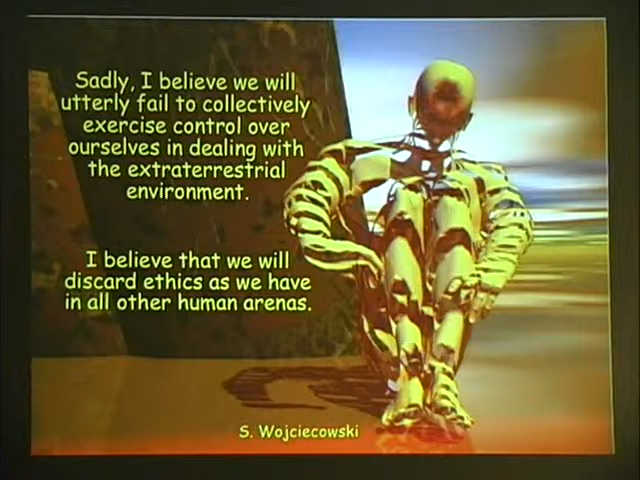 Sadly, I believe we will
utterly fail to collectively
exercise control over
ourselves in dealing with
the extraterrestrial
environment.
I believe that we will
discard ethics as we have
in all other human arenas.
S. Wojciecowski